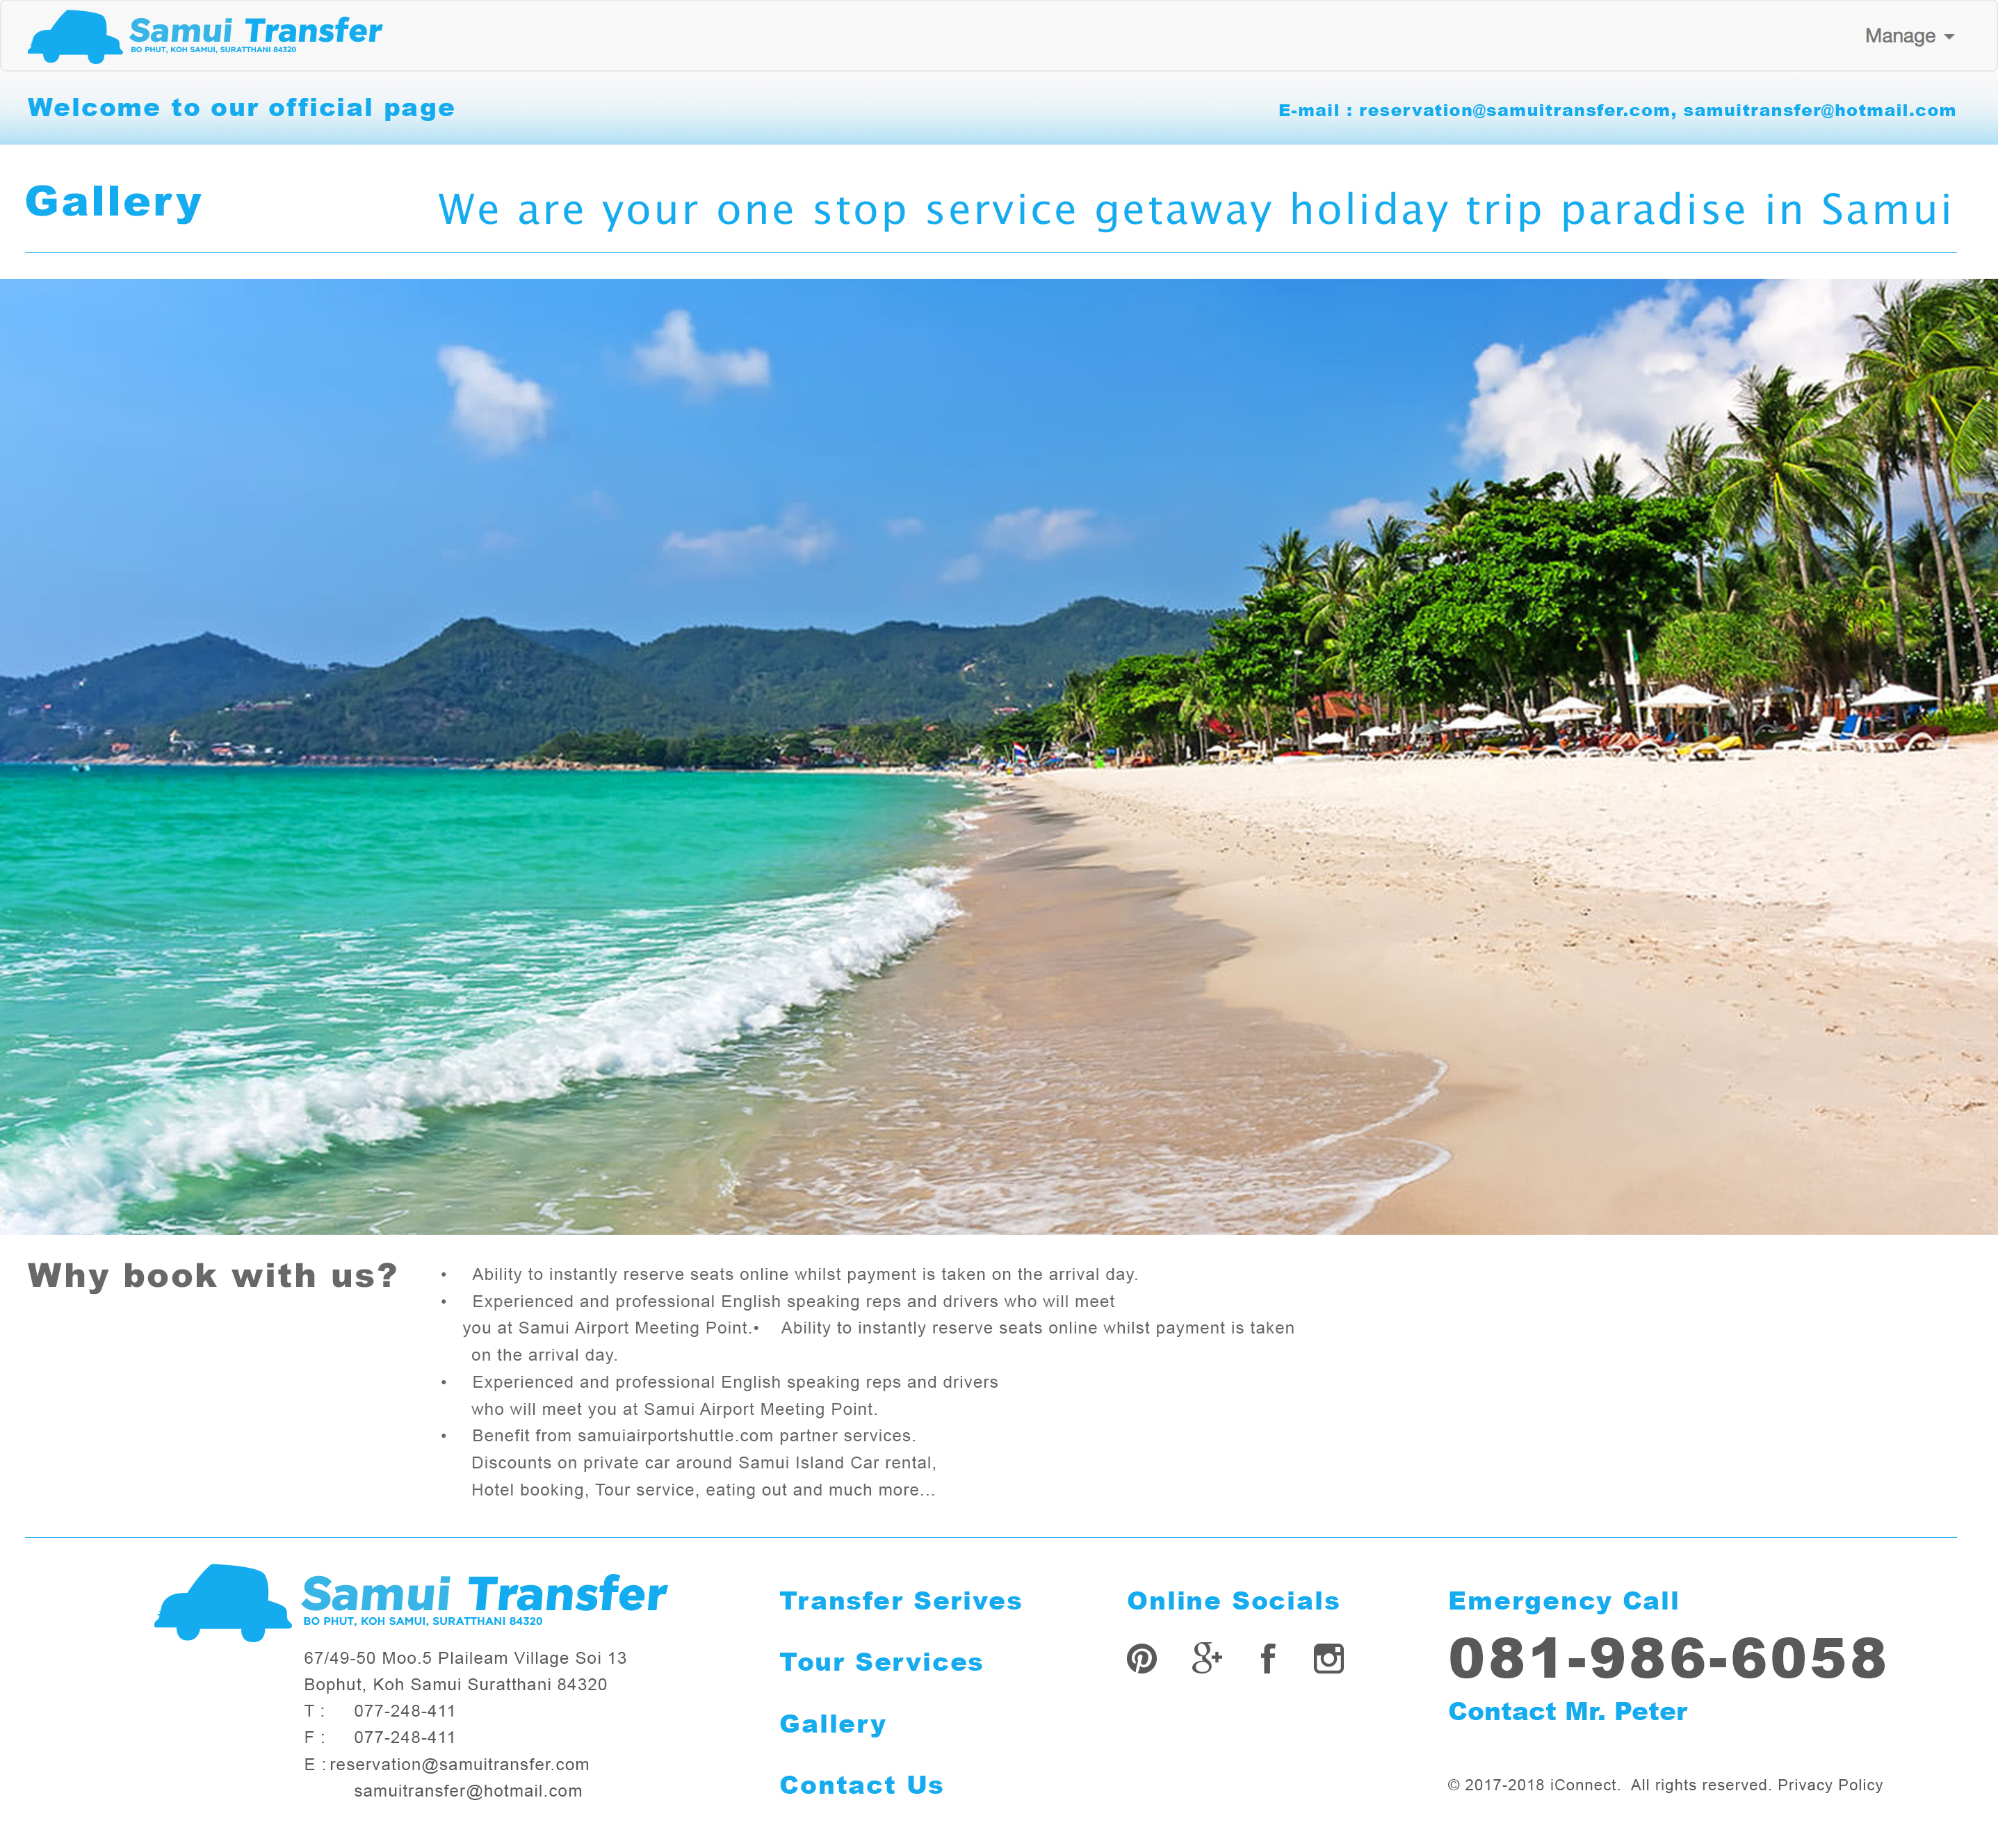 Samui Transfer
BO PHUT, KOH SAMUI, SURATTHANI 84320
Manage
Welcome to our official page
E-mail : reservation@samuitransfer.com, samuitransfer@hotmail.com
Gallery
We are your one stop service getaway holiday trip paradise in Samui
Why book with us?
• Ability to instantly reserve seats online whilst payment is taken on the arrival day.
• Experienced and professional English speaking reps and drivers who will meet
you at Samui Airport Meeting Point.• Ability to instantly reserve seats online whilst payment is taken
on the arrival day.
• Experienced and professional English speaking reps and drivers
who will meet you at Samui Airport Meeting Point.
• Benefit from samuiairportshuttle.com partner services.
Discounts on private car around Samui Island Car rental,
Hotel booking, Tour service, eating out and much more...
Samui Transfer
BO PHUT, KOH SAMUI, SURATTHANI 84320
67/49-50 Moo.5 Plaileam Village Soi 13
Bophut, Koh Samui Suratthani 84320
T : 077-248-411
F : 077-248-411
E : reservation@samuitransfer.com
samuitransfer@hotmail.com
Transfer Serives
Tour Services
Gallery
Contact Us
Online Socials
Emergency Call
081-986-6058
Contact Mr. Peter
© 2017-2018 iConnect. All rights reserved. Privacy Policy